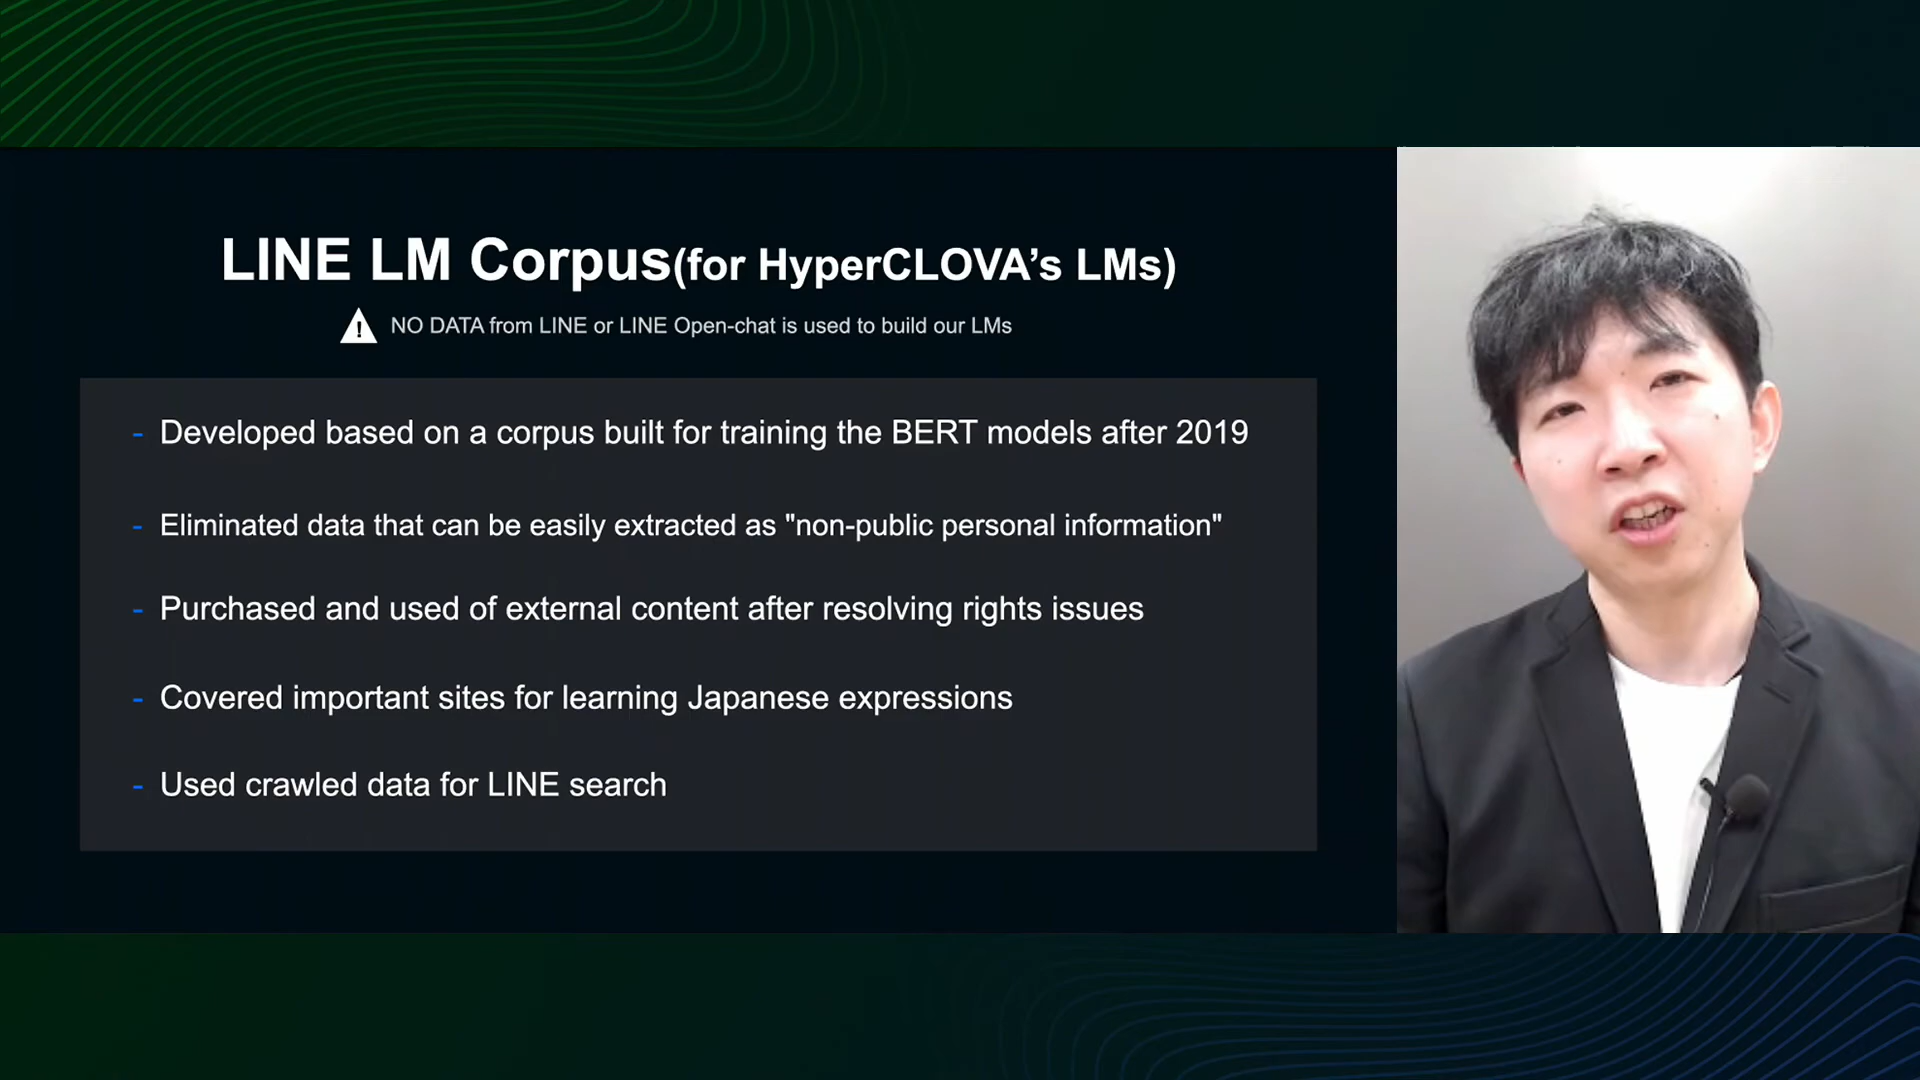 LINE LM Corpus(for HyperCLOVA’s LMs)
NO DATA from LINE or LINE Open-chat is used to build our LMs
- Developed based on a corpus built for training the BERT models after 2019
- Eliminated data that can be easily extracted as "non-public personal information"
- Purchased and used of external content after resolving rights issues
- Covered important sites for learning Japanese expressions
- Used crawled data for LINE search